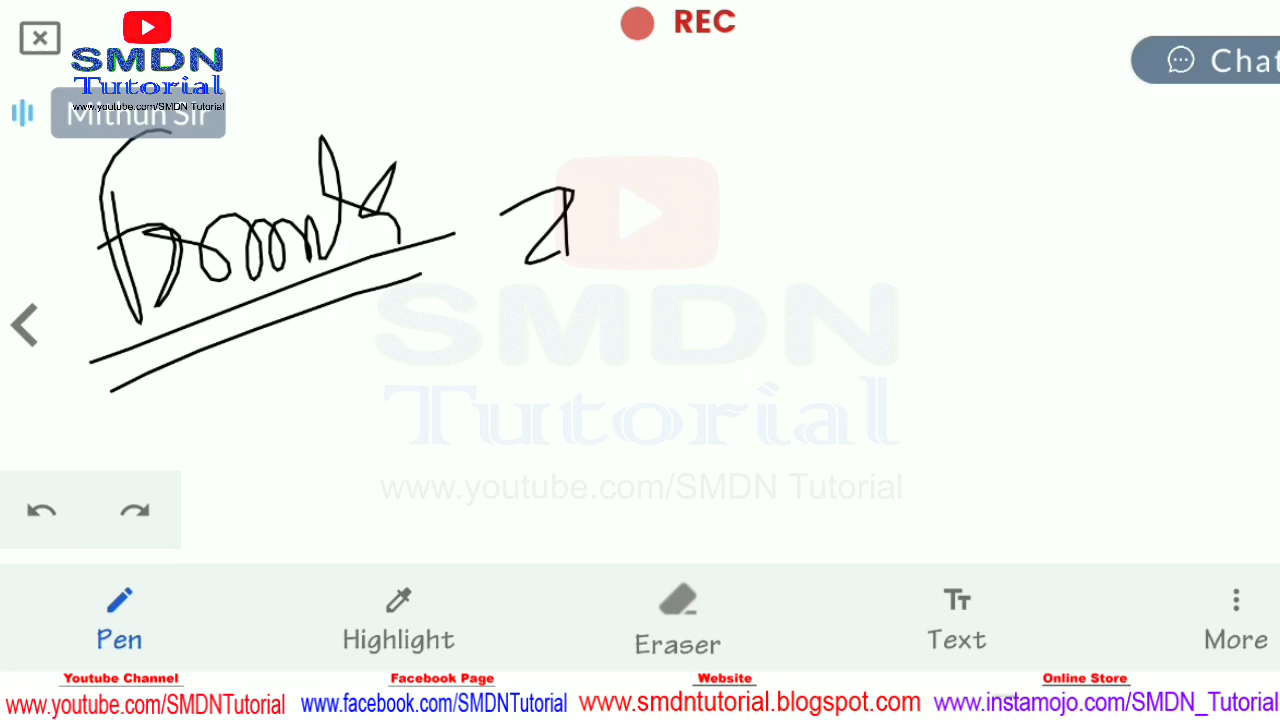 REC
SMDN
Tutorial
www.youtube.com/SMDN Tutorial
Mithun Sir
Chat
SMDN
Tutorial
www.youtube.com/SMDN Tutorial
Pen
Highlight
Eraser
Text
More
Youtube Channel
Facebook Page
Website
Online Store
www.youtube.com/SMDNTutorial
www.facebook.com/SMDNTutorial
www.smdntutorial.blogspot.com
www.instamojo.com/SMDN_Tutorial